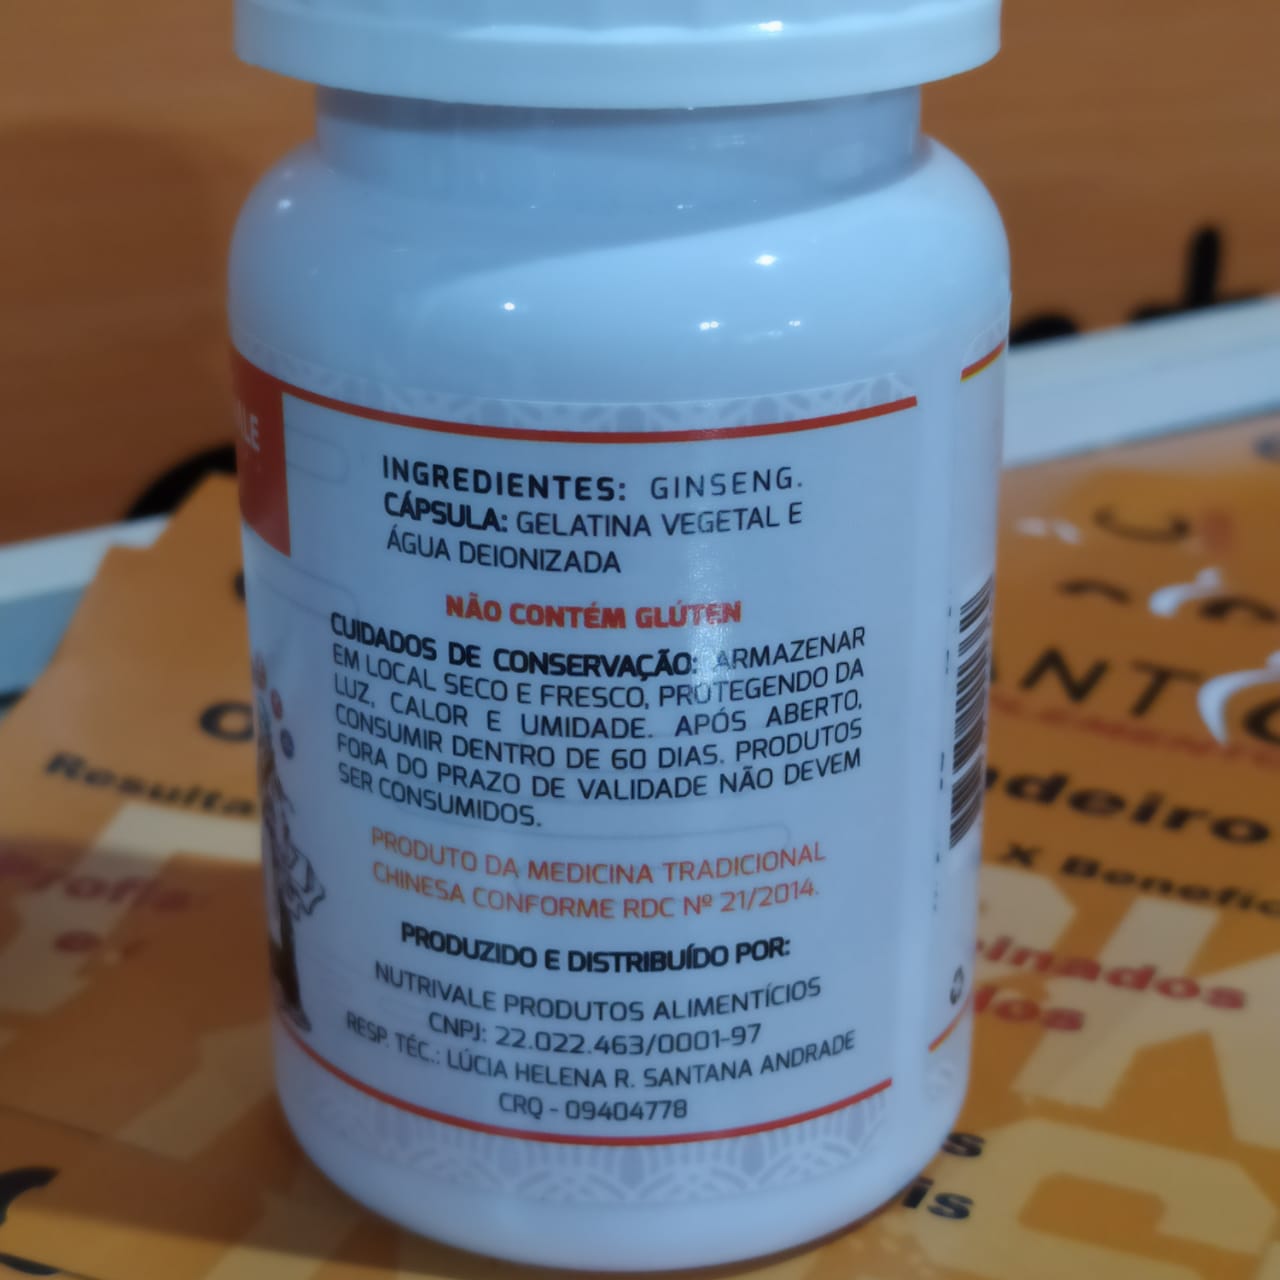 INGREDIENTES: GINSENG.
CÁPSULA: GELATINA VEGETAL E
ÁGUA DEIONIZADA
NÃO CONTÉM GLÚTEN
CUIDADOS DE CONSERVAÇÃO: ARMAZENAR
EM LOCAL SECO E FRESCO, PROTEGENDO DA
LUZ, CALOR E UMIDADE. APÓS ABERTO,
CONSUMIR DENTRO DE 60 DIAS. PRODUTOS
FORA DO PRAZO DE VALIDADE NÃO DEVEM
SER CONSUMIDOS.
PRODUTO DA MEDICINA TRADICIONAL
CHINESA CONFORME RDC Nº 21/2014.
PRODUZIDO E DISTRIBUÍDO POR:
NUTRIVALE PRODUTOS ALIMENTÍCIOS
CNPJ: 22.022.463/0001-97
RESP. TÉC.: LÚCIA HELENA R. SANTANA ANDRADE
CRQ - 09404778